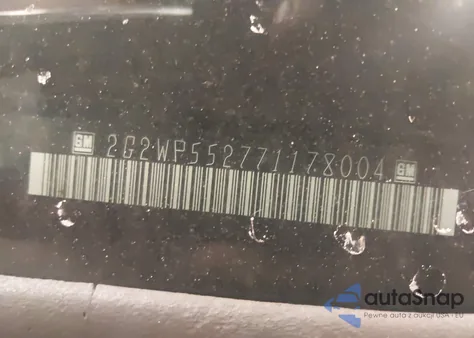 GM 2G2WP552771178004 GM
autosnap
Pewne auta z aukcji USA i EU